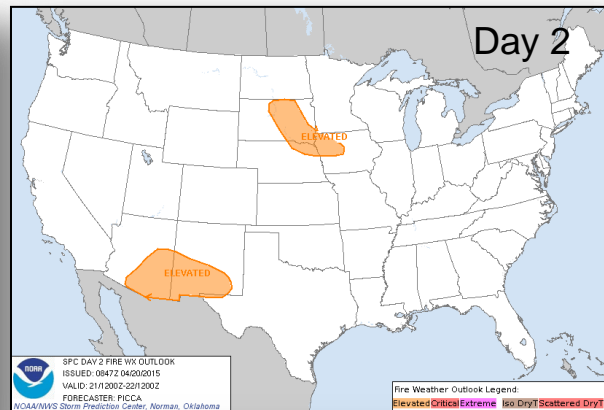 Day 2
ELEVATED
ELEVATED
NOAA
SPC DAY 2 FIRE WX OUTLOOK
ISSUED: 0847Z 04/20/2015
VALID: 21/1200Z-22/1200Z
FORECASTER: PICCA
NOAA/NWS Storm Prediction Center, Norman, Oklahoma
Fire Weather Outlook Legend:
Elevated Critical Extreme Iso DryT Scattered DryT